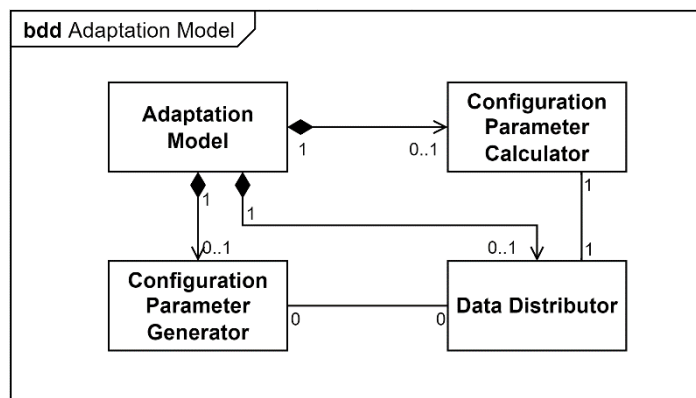 bdd Adaptation Model
Adaptation
Model
Configuration
Parameter
Calculator
1
0..1
1
1
1
0..1
0..1
1
Configuration
Parameter
Generator
Data Distributor
0
0